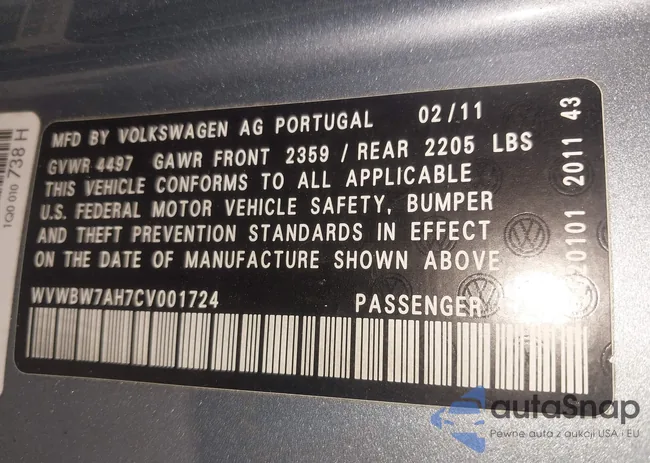 MFD BY VOLKSWAGEN AG PORTUGAL 02/11
GVWR 4497 GAWR FRONT 2359 / REAR 2205 LBS
THIS VEHICLE CONFORMS TO ALL APPLICABLE
U.S. FEDERAL MOTOR VEHICLE SAFETY, BUMPER
AND THEFT PREVENTION STANDARDS IN EFFECT
ON THE DATE OF MANUFACTURE SHOWN ABOVE
WVWBW7AH7CV001724 PASSENGER
20101 2011 43
1Q0 010 738 H
autaSnap
Pewne auta z aukcji USA · EU